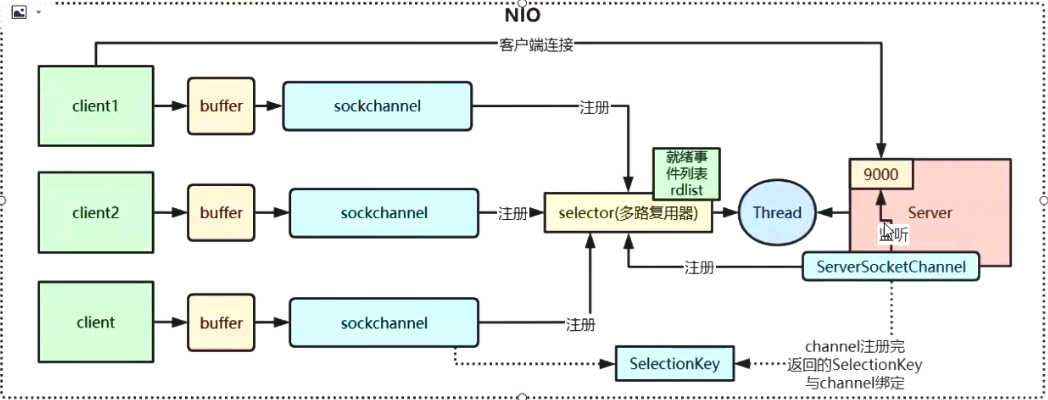 NIO
客户端连接
client1
buffer
sockchannel
注册
就绪事
件列表
rdlist
9000
client2
buffer
sockchannel
注册
selector(多路复用器)
Thread
Server
监听
注册
ServerSocketChannel
client
buffer
sockchannel
注册
SelectionKey
channel注册完
返回的SelectionKey
与channel绑定